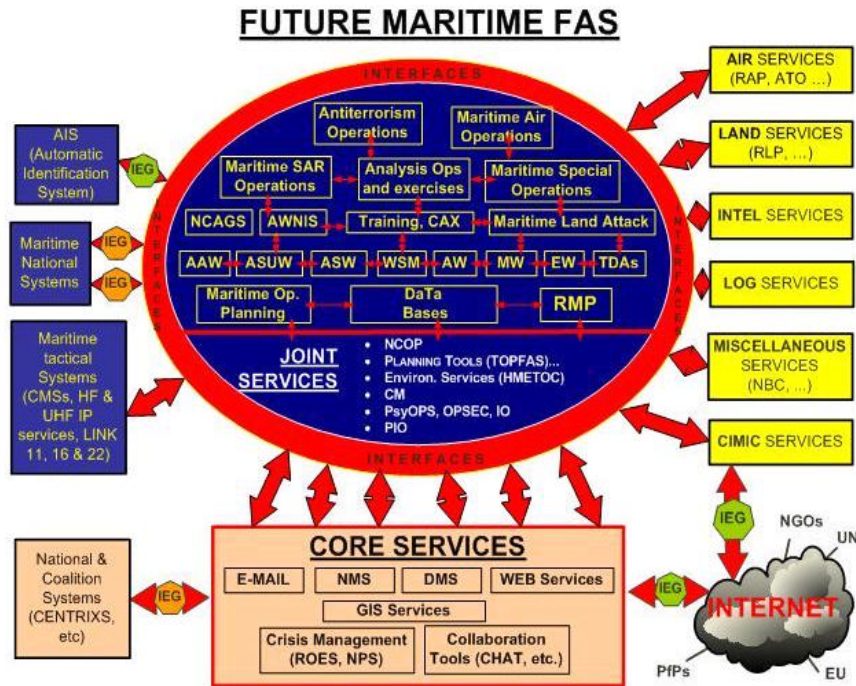 FUTURE MARITIME FAS
INTERFACES
INTERFACES
INTERFACES
INTERFACES
Antiterrorism
Operations
Maritime Air
Operations
Maritime SAR
Operations
Analysis Ops
and exercises
Maritime Special
Operations
NCAGS
AWNIS
Training, CAX
Maritime Land Attack
AAW
ASUW
ASW
WSM
AW
MW
EW
TDAs
Maritime Op.
Planning
DaTa
Bases
RMP
JOINT
SERVICES
• NCOP
• PLANNING TOOLS (TOPFAS)...
• Environ. Services (HMETOC)
• CM
• PsyOPS, OPSEC, IO
• PIO
AIS
(Automatic
Identification
System)
IEG
Maritime
National
Systems
IEG
IEG
Maritime
tactical
Systems
(CMSs, HF &
UHF IP
services, LINK
11, 16 & 22)
National &
Coalition
Systems
(CENTRIXS,
etc)
IEG
AIR SERVICES
(RAP, ATO ...)
LAND SERVICES
(RLP, ...)
INTEL SERVICES
LOG SERVICES
MISCELLANEOUS
SERVICES
(NBC, ...)
CIMIC SERVICES
IEG
CORE SERVICES
E-MAIL
NMS
DMS
WEB Services
GIS Services
Crisis Management
(ROES, NPS)
Collaboration
Tools (CHAT, etc.)
IEG
NGOs
UN
INTERNET
PfPs
EU